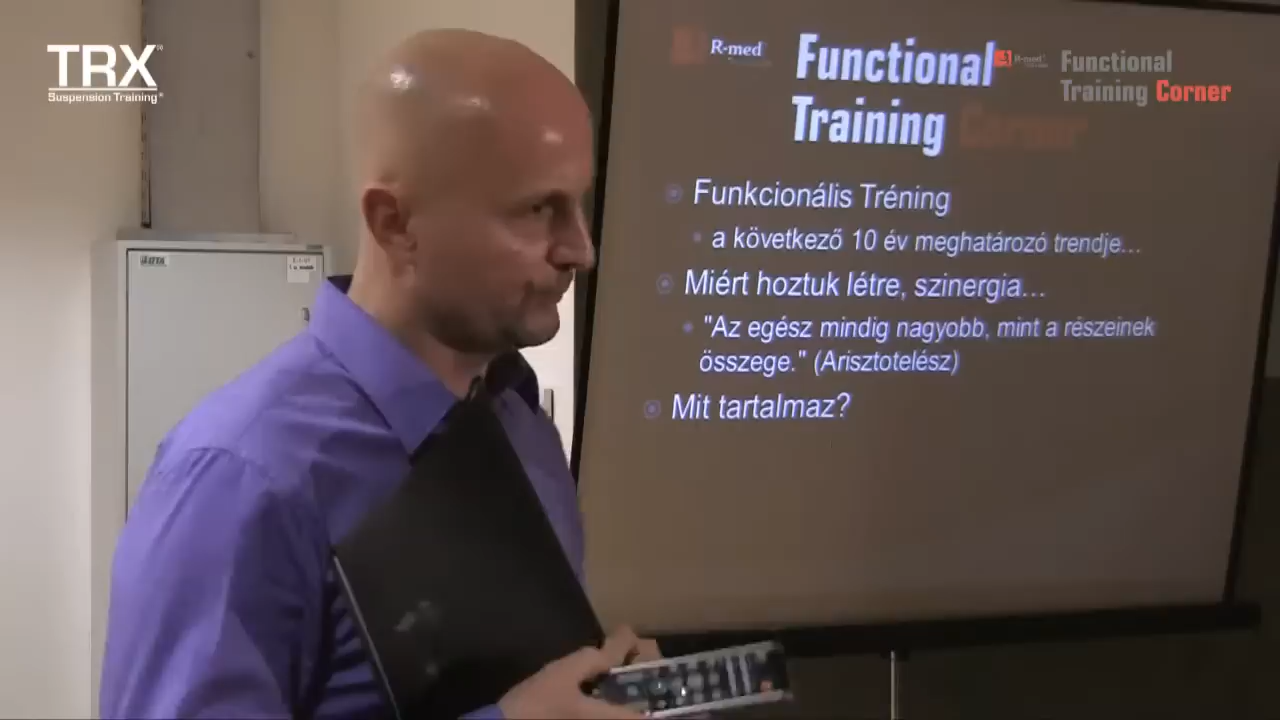 TRX
Suspension Training
R-med
Functional
Training Corner
R-med
Functional
Training Corner
Funkcionális Tréning
a következő 10 év meghatározó trendje...
Miért hoztuk létre, szinergia...
"Az egész mindig nagyobb, mint a részeinek
összege." (Arisztotelész)
Mit tartalmaz?